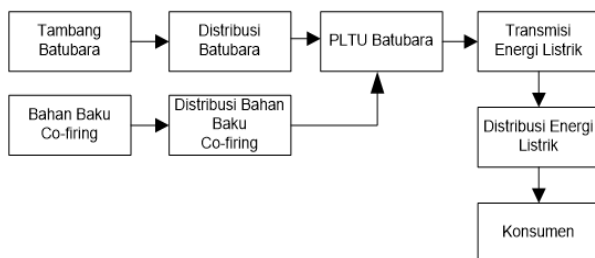 Tambang
Batubara
Distribusi
Batubara
PLTU Batubara
Transmisi
Energi Listrik
Bahan Baku
Co-firing
Distribusi Bahan
Baku
Co-firing
Distribusi Energi
Listrik
Konsumen